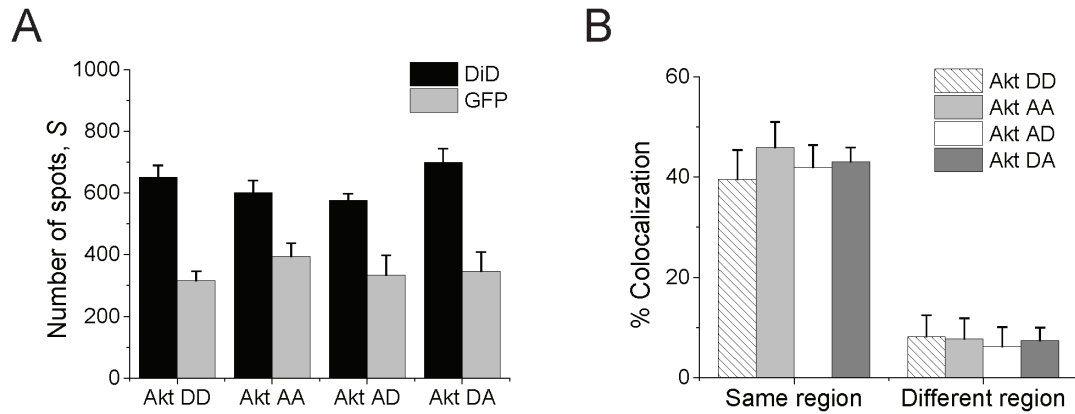 A
Number of spots, S
1000
800
600
400
200
0
DiD
GFP
Akt DD
Akt AA
Akt AD
Akt DA
B
% Colocalization
60
40
20
0
Akt DD
Akt AA
Akt AD
Akt DA
Same region
Different region